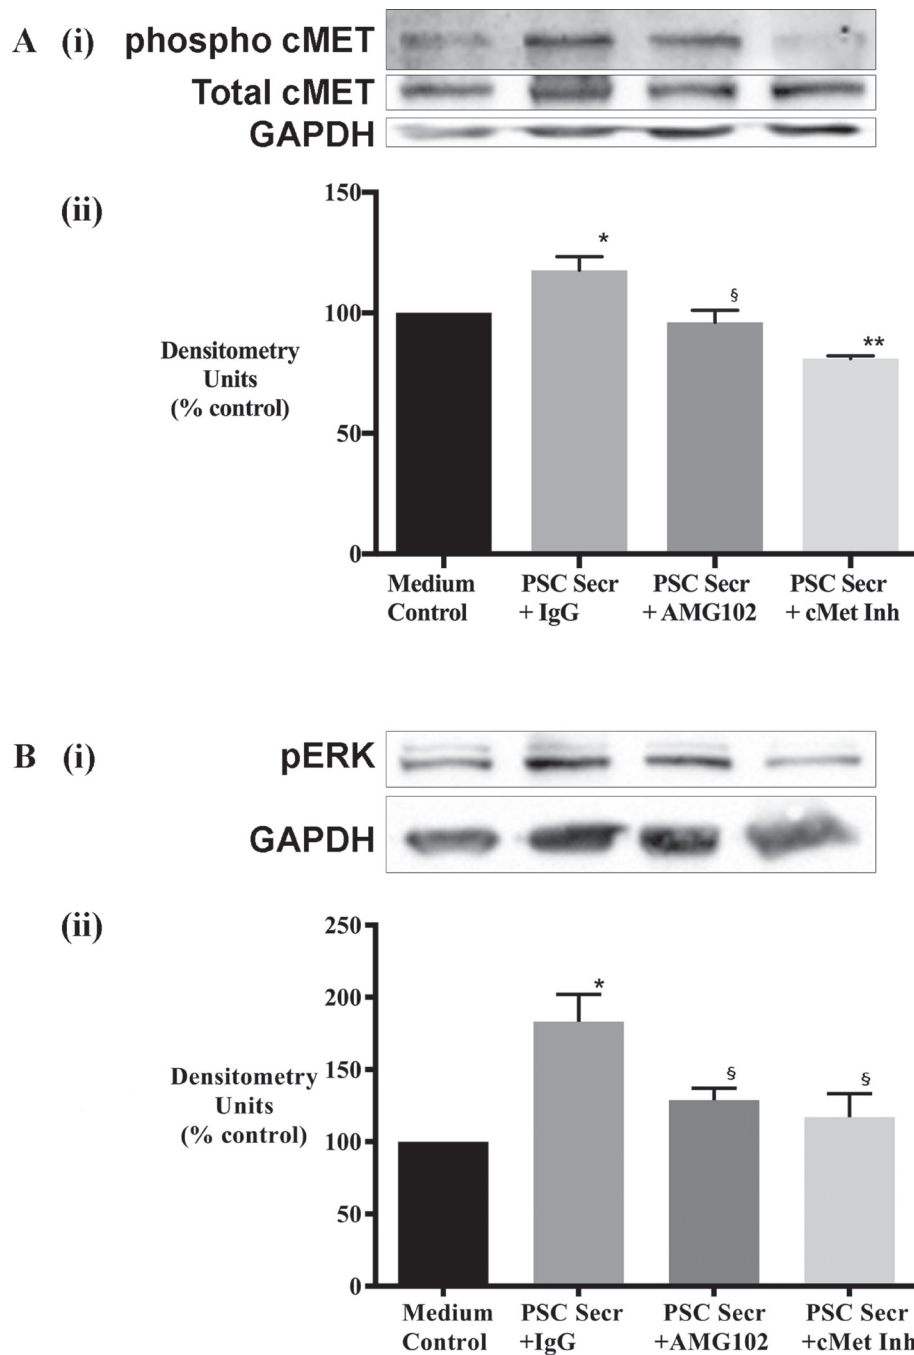 A (i) phospho cMET
Total cMET
GAPDH
(ii)
150
*
§
100
**
Densitometry
Units
(% control)
50
0
Medium
Control
PSC Secr
+ IgG
PSC Secr
+ AMG102
PSC Secr
+ cMet Inh
B (i) pERK
GAPDH
(ii)
250
*
200
§
§
150
Densitometry
Units
(% control)
100
50
0
Medium
Control
PSC Secr
+IgG
PSC Secr
+AMG102
PSC Secr
+cMet Inh